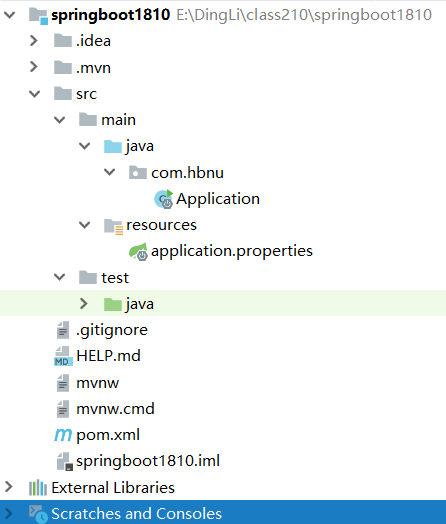 springboot1810 E:\DingLi\class210\springboot1810
.idea
.mvn
src
main
java
com.hbnu
C Application
resources
application.properties
test
java
.gitignore
MD HELP.md
mvnw
mvnw.cmd
m pom.xml
springboot1810.iml
External Libraries
Scratches and Consoles